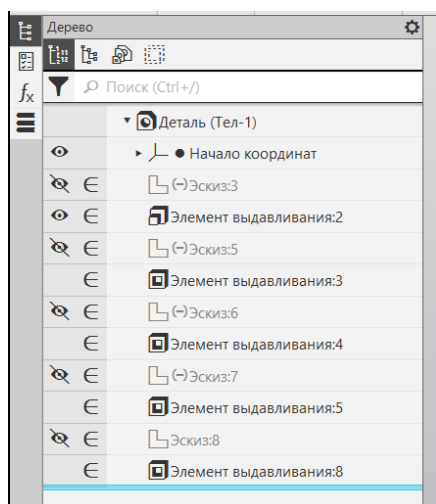 Дерево
Поиск (Ctrl+/)
fx
Деталь (Тел-1)
Начало координат
∈ (−)Эскиз:3
∈ Элемент выдавливания:2
∈ (−)Эскиз:5
∈ Элемент выдавливания:3
∈ (−)Эскиз:6
∈ Элемент выдавливания:4
∈ (−)Эскиз:7
∈ Элемент выдавливания:5
∈ Эскиз:8
∈ Элемент выдавливания:8